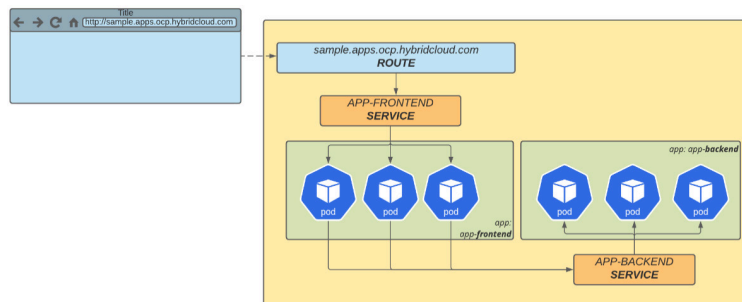 Title
http://sample.apps.ocp.hybridcloud.com
sample.apps.ocp.hybridcloud.com
ROUTE
APP-FRONTEND
SERVICE
app: app-backend
pod
pod
pod
pod
pod
pod
app:
app-frontend
APP-BACKEND
SERVICE